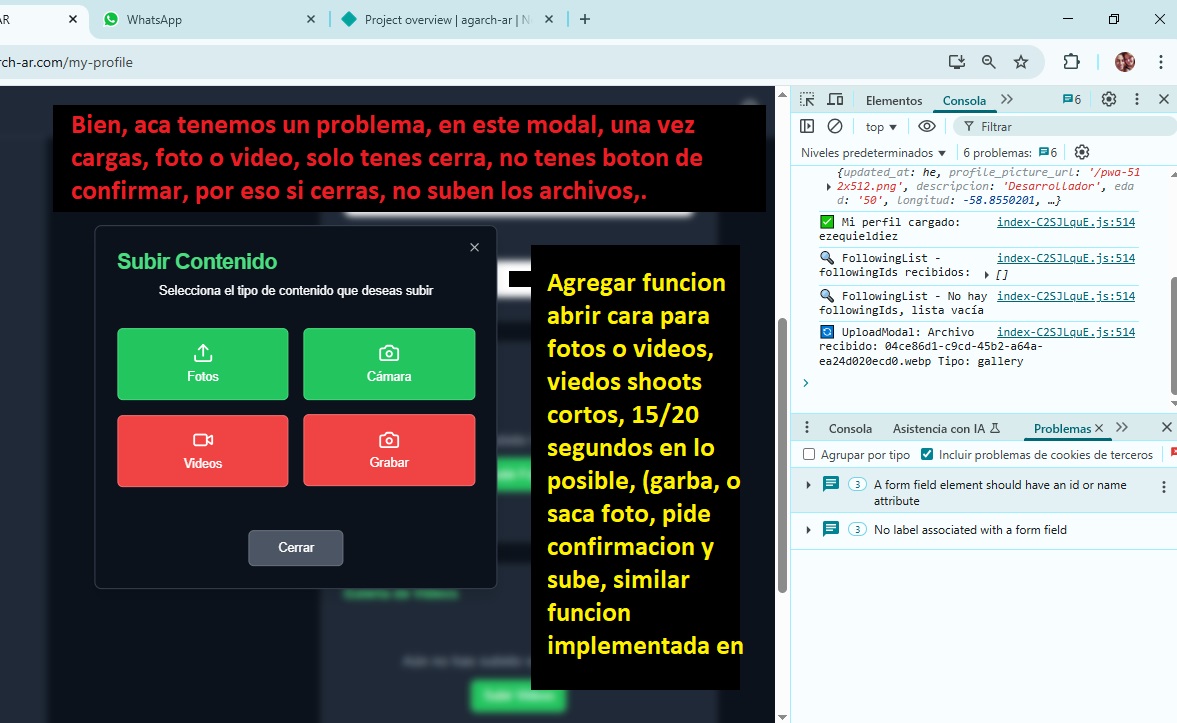 AR
WhatsApp
Project overview | agarch-ar | N
rch-ar.com/my-profile
Bien, aca tenemos un problema, en este modal, una vez
cargas, foto o video, solo tenes cerra, no tenes boton de
confirmar, por eso si cerras, no suben los archivos,.
Subir Contenido
Selecciona el tipo de contenido que deseas subir
Fotos
Cámara
Videos
Grabar
Cerrar
Agregar funcion
abrir cara para
fotos o videos,
viedos shoots
cortos, 15/20
segundos en lo
posible, (garba, o
saca foto, pide
confirmacion y
sube, similar
funcion
implementada en
Elementos
Consola
6
top
Filtrar
Niveles predeterminados
6 problemas:
6
{updated_at: he, profile_picture_url: '/pwa-51
2x512.png', descripcion: 'Desarrollador', eda
d: '50', longitud: -58.8550201, …}
Mi perfil cargado: index-C2SJLquE.js:514
ezequieldiez
FollowingList - index-C2SJLquE.js:514
followingIds recibidos: []
FollowingList - No hay index-C2SJLquE.js:514
followingIds, lista vacía
UploadModal: Archivo index-C2SJLquE.js:514
recibido: 04ce86d1-c9cd-45b2-a64a-
ea24d020ecd0.webp Tipo: gallery
Consola
Asistencia con IA
Problemas
Agrupar por tipo
Incluir problemas de cookies de terceros
3 A form field element should have an id or name
attribute
3 No label associated with a form field